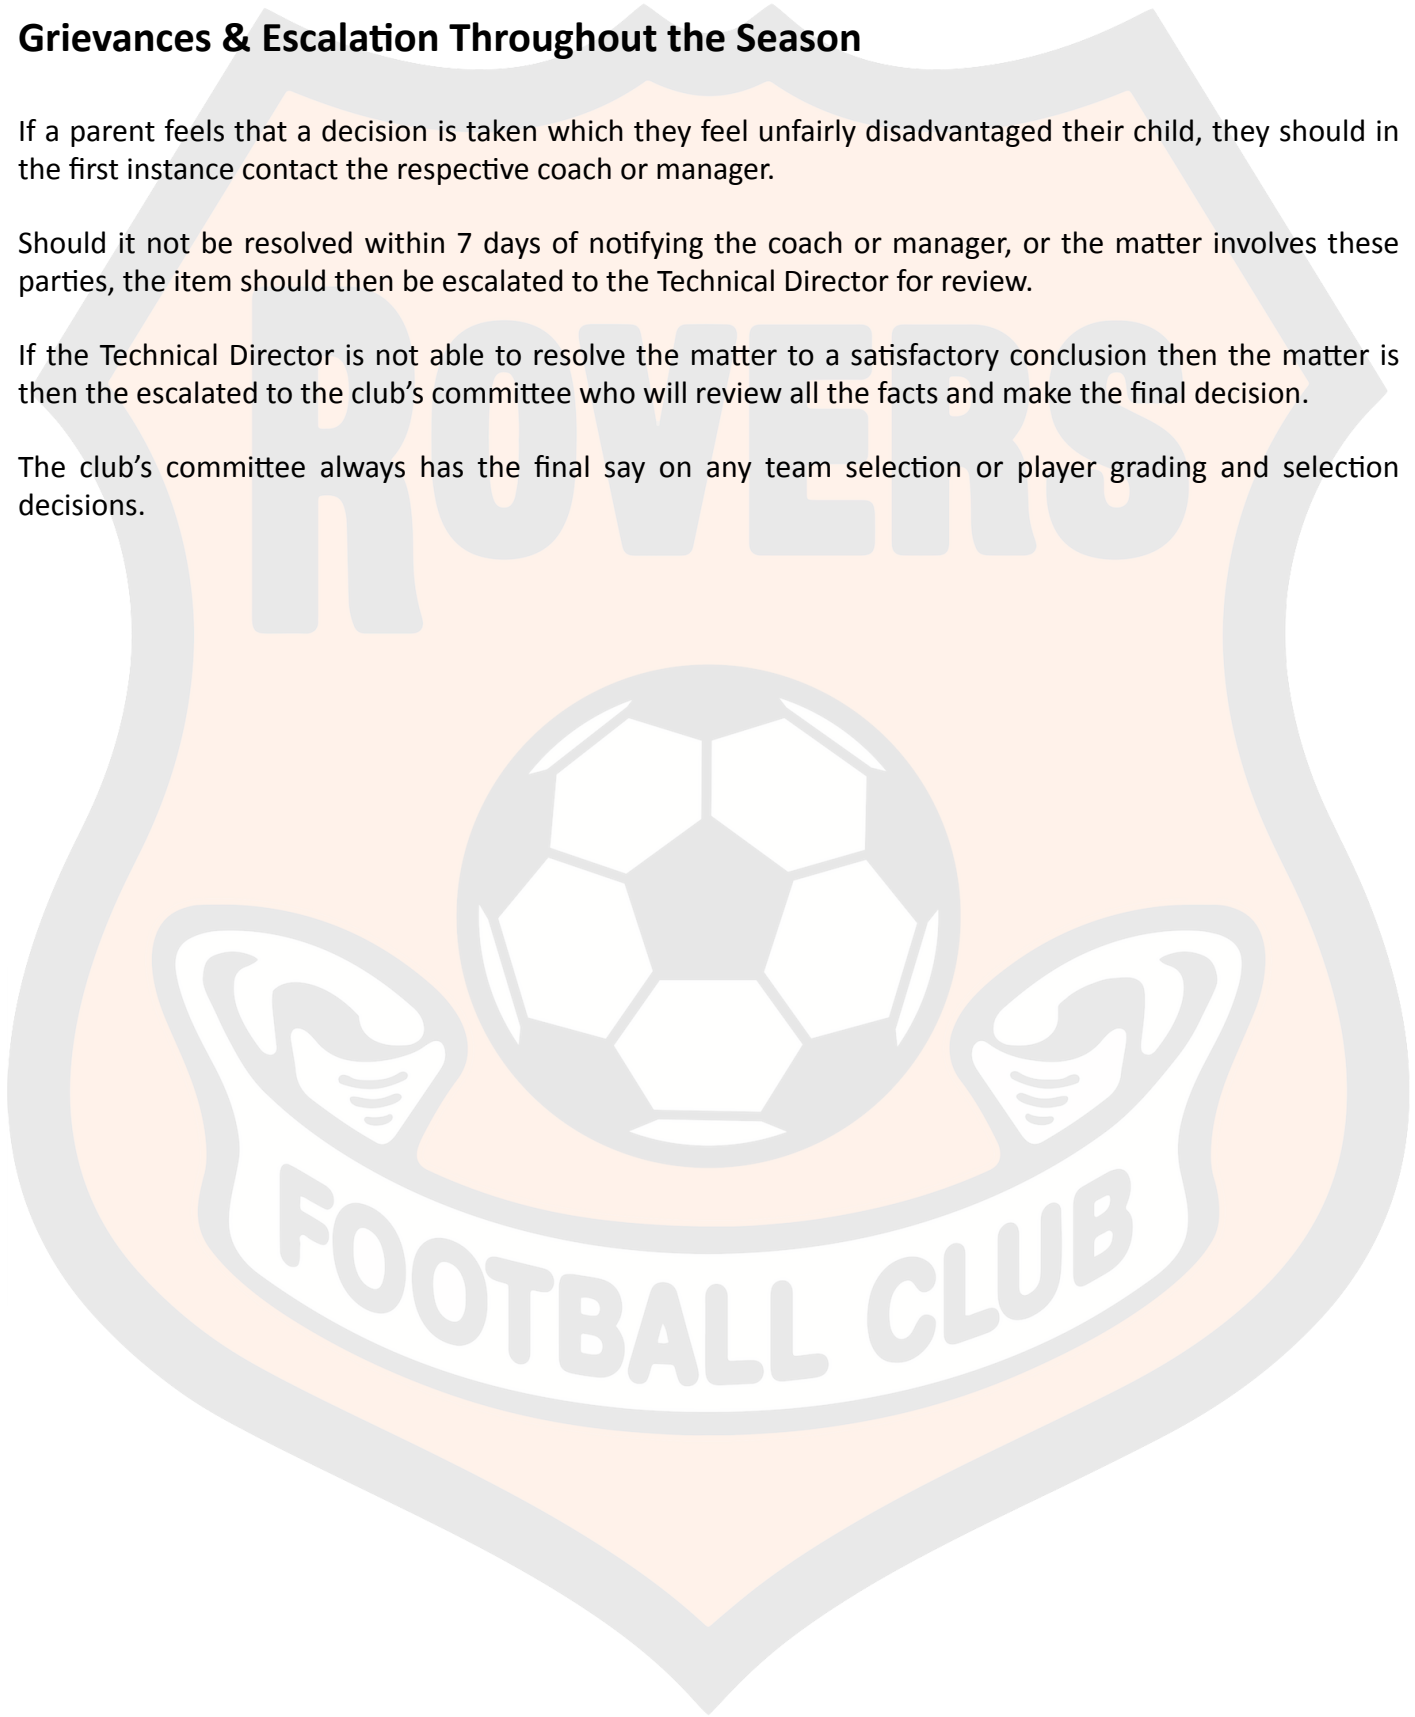 Grievances & Escalation Throughout the Season
If a parent feels that a decision is taken which they feel unfairly disadvantaged their child, they should in
the first instance contact the respective coach or manager.
Should it not be resolved within 7 days of notifying the coach or manager, or the matter involves these
parties, the item should then be escalated to the Technical Director for review.
If the Technical Director is not able to resolve the matter to a satisfactory conclusion then the matter is
then the escalated to the club’s committee who will review all the facts and make the final decision.
The club’s committee always has the final say on any team selection or player grading and selection
decisions.
ROVERS
FOOTBALL CLUB